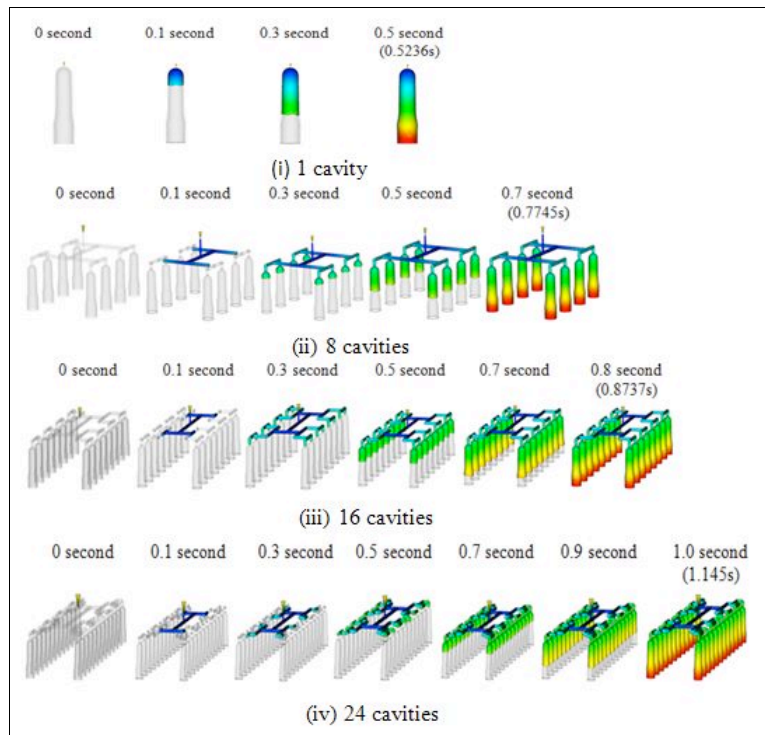 0 second 0.1 second 0.3 second 0.5 second
(0.5236s)
(i) 1 cavity
0 second 0.1 second 0.3 second 0.5 second 0.7 second
(0.7745s)
(ii) 8 cavities
0 second 0.1 second 0.3 second 0.5 second 0.7 second 0.8 second
(0.8737s)
(iii) 16 cavities
0 second 0.1 second 0.3 second 0.5 second 0.7 second 0.9 second 1.0 second
(1.145s)
(iv) 24 cavities